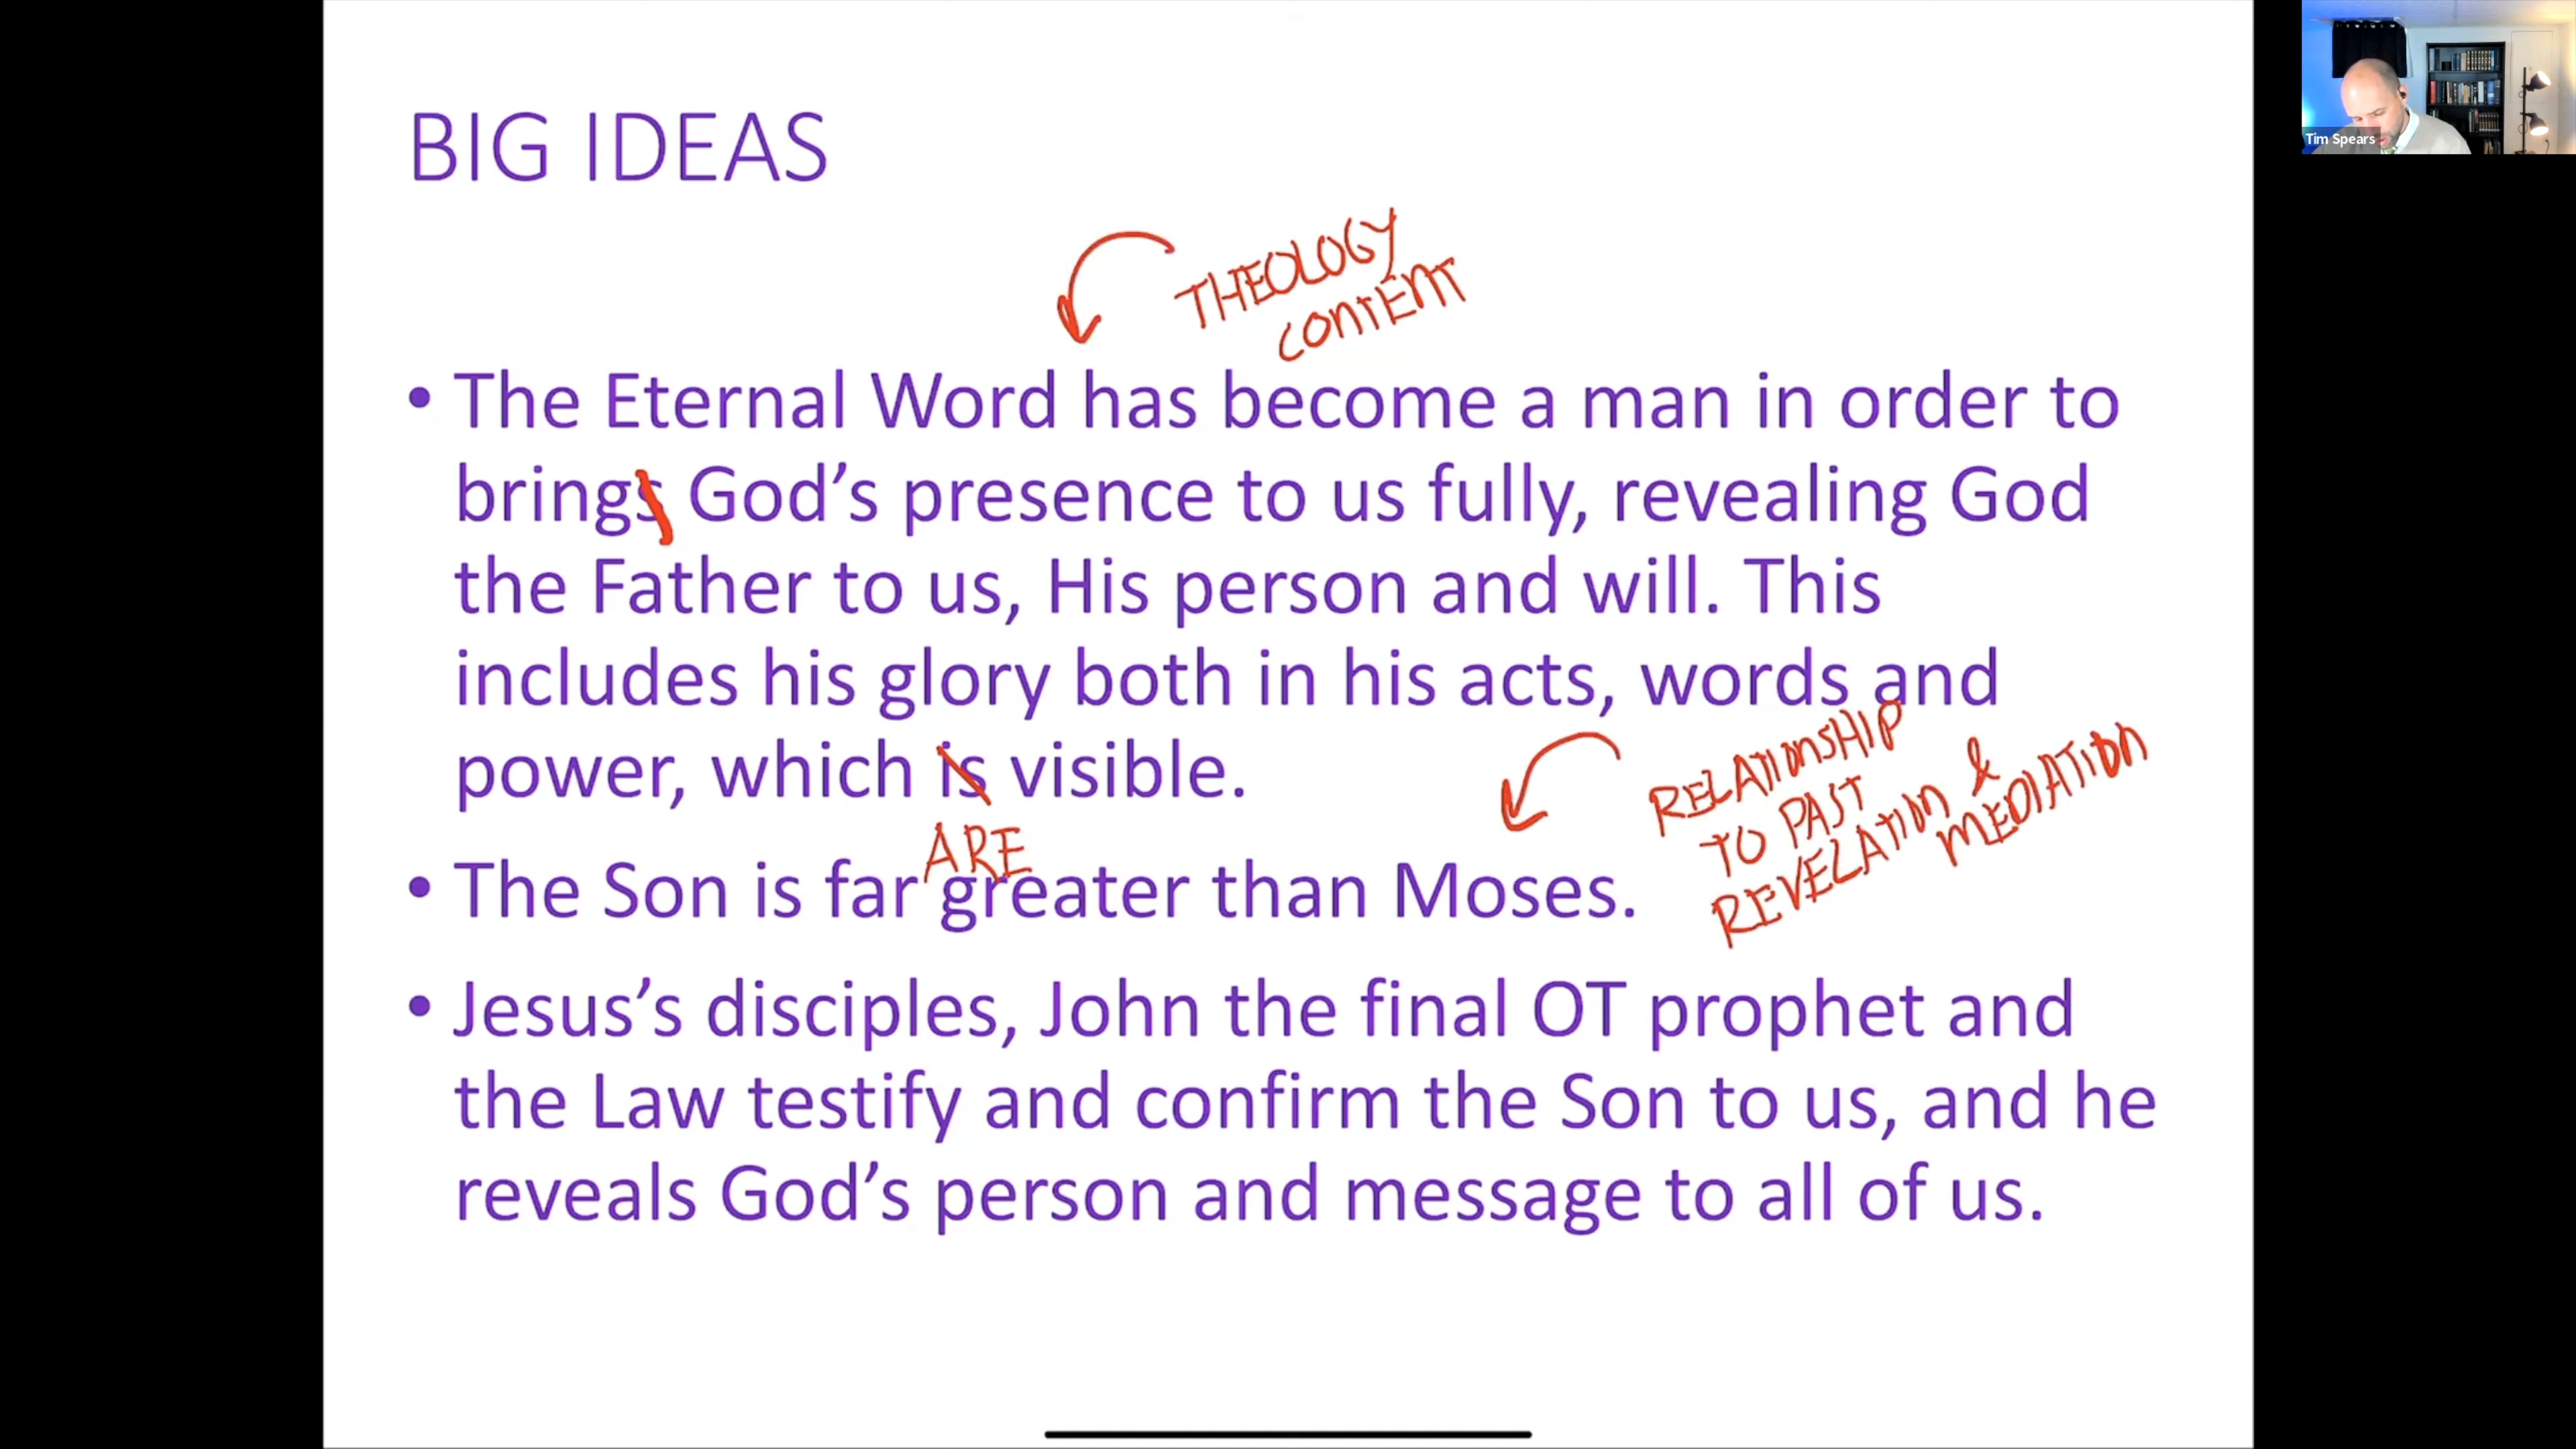 BIG IDEAS
Tim Spears
THEOLOGY
CONTENT
• The Eternal Word has become a man in order to
brings God’s presence to us fully, revealing God
the Father to us, His person and will. This
includes his glory both in his acts, words and
power, which is visible.
ARE
RELATIONSHIP
TO PAST
REVELATION &
MEDIATION
• The Son is far greater than Moses.
• Jesus’s disciples, John the final OT prophet and
the Law testify and confirm the Son to us, and he
reveals God’s person and message to all of us.